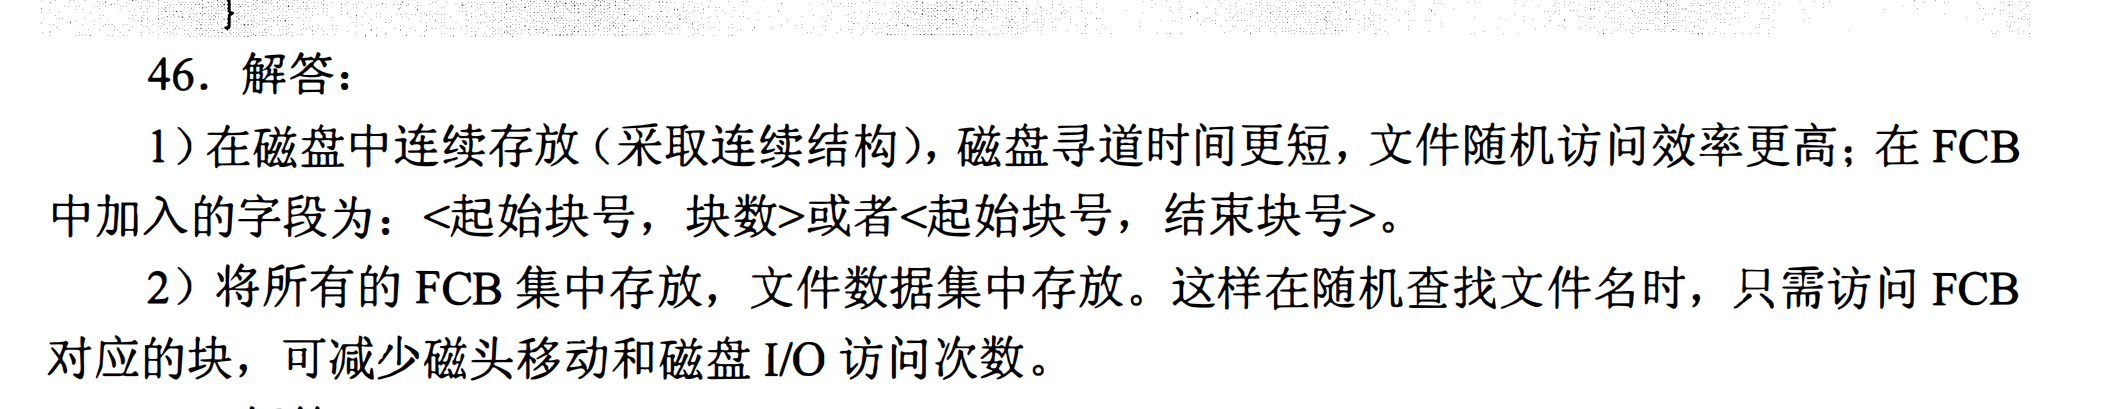 }
46．解答：
1）在磁盘中连续存放（采取连续结构），磁盘寻道时间更短，文件随机访问效率更高；在 FCB
中加入的字段为：<起始块号，块数>或者<起始块号，结束块号>。
2）将所有的 FCB 集中存放，文件数据集中存放。这样在随机查找文件名时，只需访问 FCB
对应的块，可减少磁头移动和磁盘 I/O 访问次数。